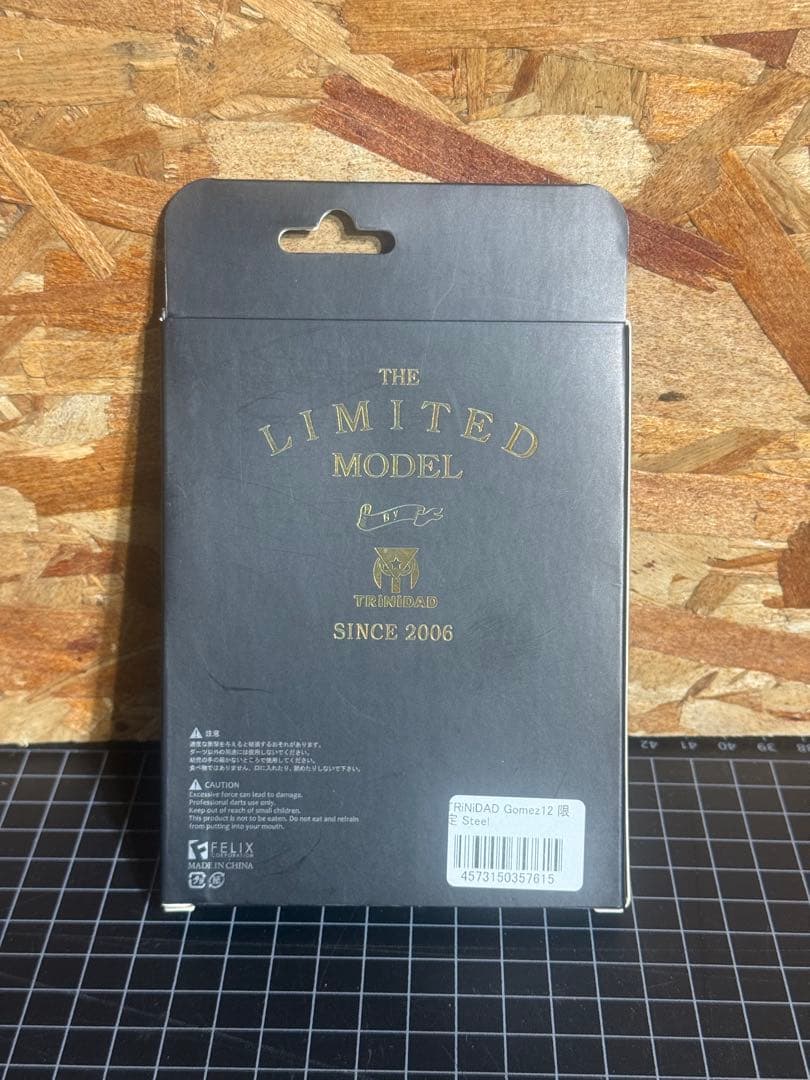 THE
LIMITED
MODEL
BY
TRiNiDAD
SINCE 2006
注意
過度な衝撃を与えると破損するおそれがあります。
ダーツ以外の用途には使用しないでください。
幼児の手の届かないところで使用してください。
食べ物ではありません。口に入れたり、舐めたりしないで下さい。
CAUTION
Excessive force can lead to damage.
Professional darts use only.
Keep out of reach of small children.
This product is not to be eaten. Do not eat and refrain
from putting into your mouth.
FELIX
CORPORATION
MADE IN CHINA
TRiNiDAD Gomez12 限
定 Steel
4573150357615
42 41 40 39 38